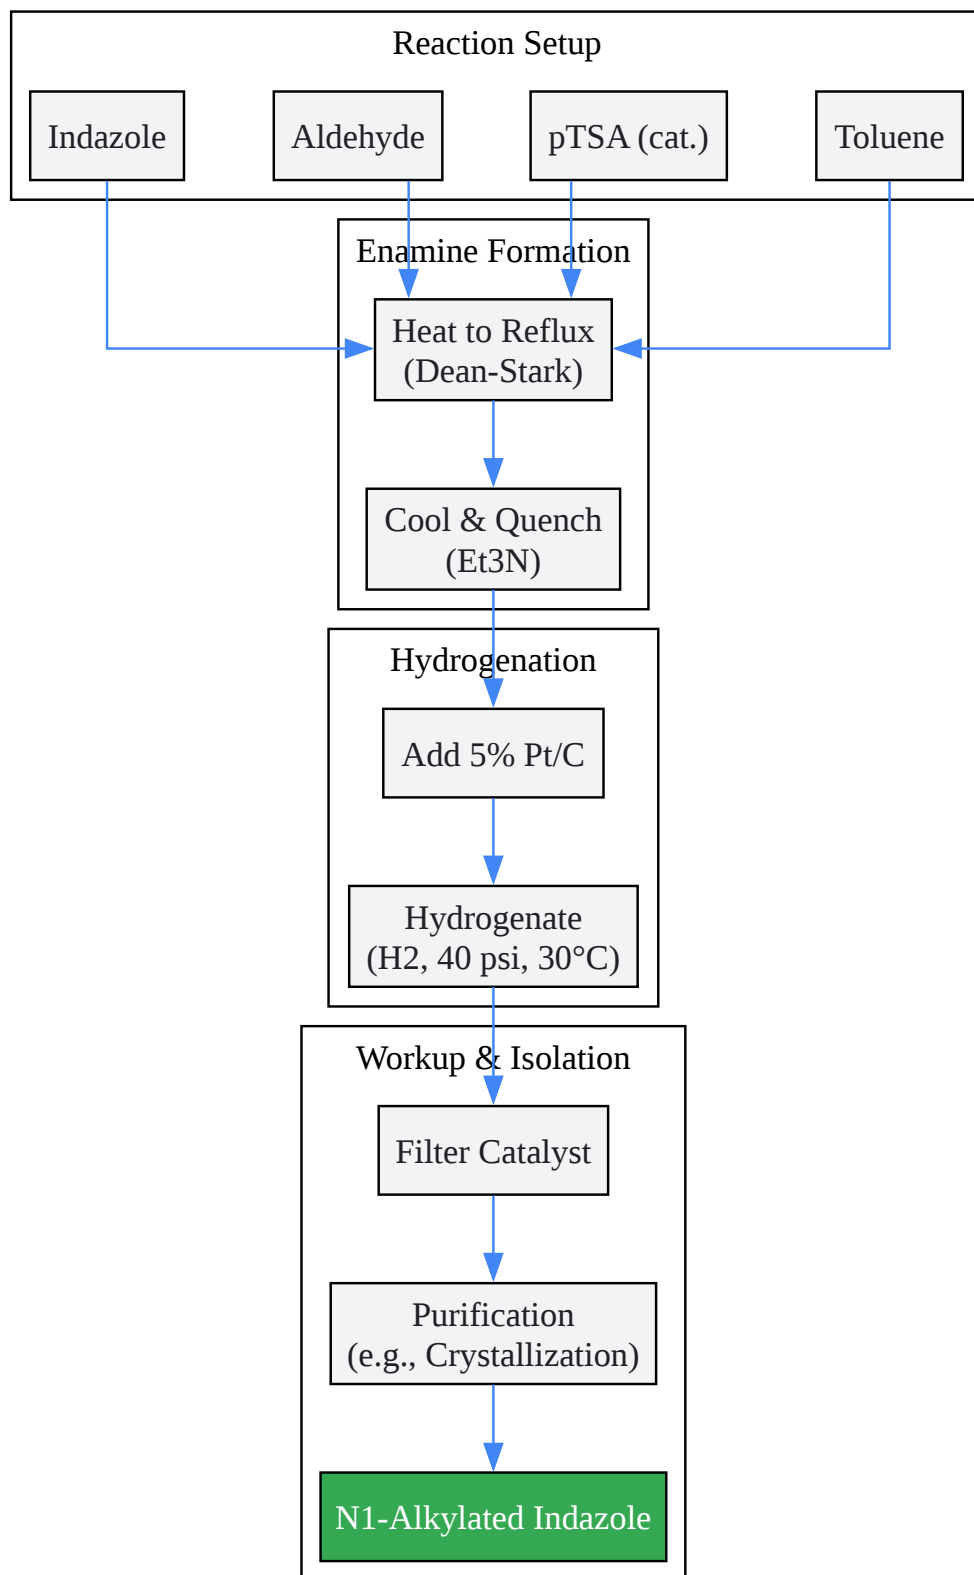 Reaction Setup
Indazole
Aldehyde
pTSA (cat.)
Toluene
Enamine Formation
Heat to Reflux
(Dean-Stark)
Cool & Quench
(Et3N)
Hydrogenation
Add 5% Pt/C
Hydrogenate
(H2, 40 psi, 30°C)
Workup & Isolation
Filter Catalyst
Purification
(e.g., Crystallization)
N1-Alkylated Indazole